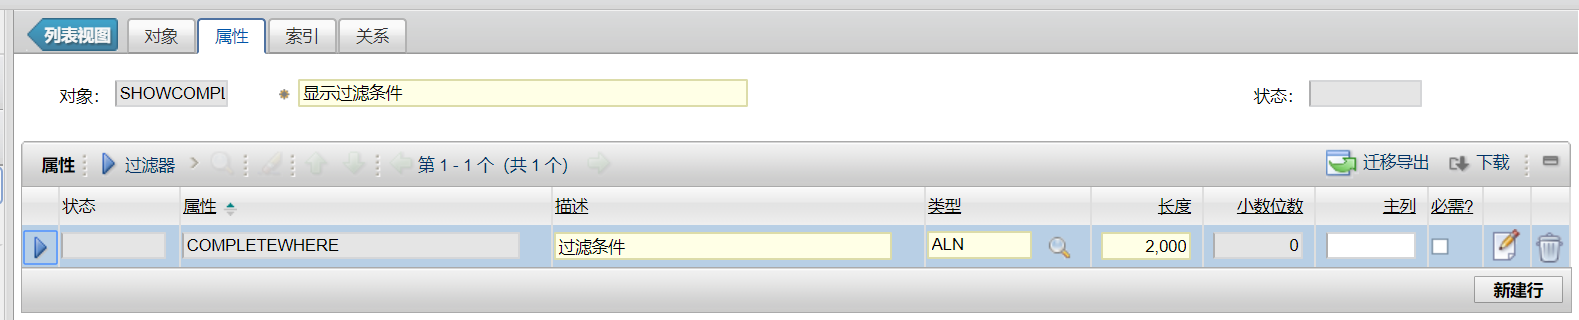 列表视图 对象 属性 索引 关系
对象: SHOWCOMPL 显示过滤条件 状态:
属性 过滤器 第 1 - 1 个 (共 1 个) 迁移导出 下载
状态 属性 描述 类型 长度 小数位数 主列 必需?
COMPLETEWHERE 过滤条件 ALN 2,000 0
新建行